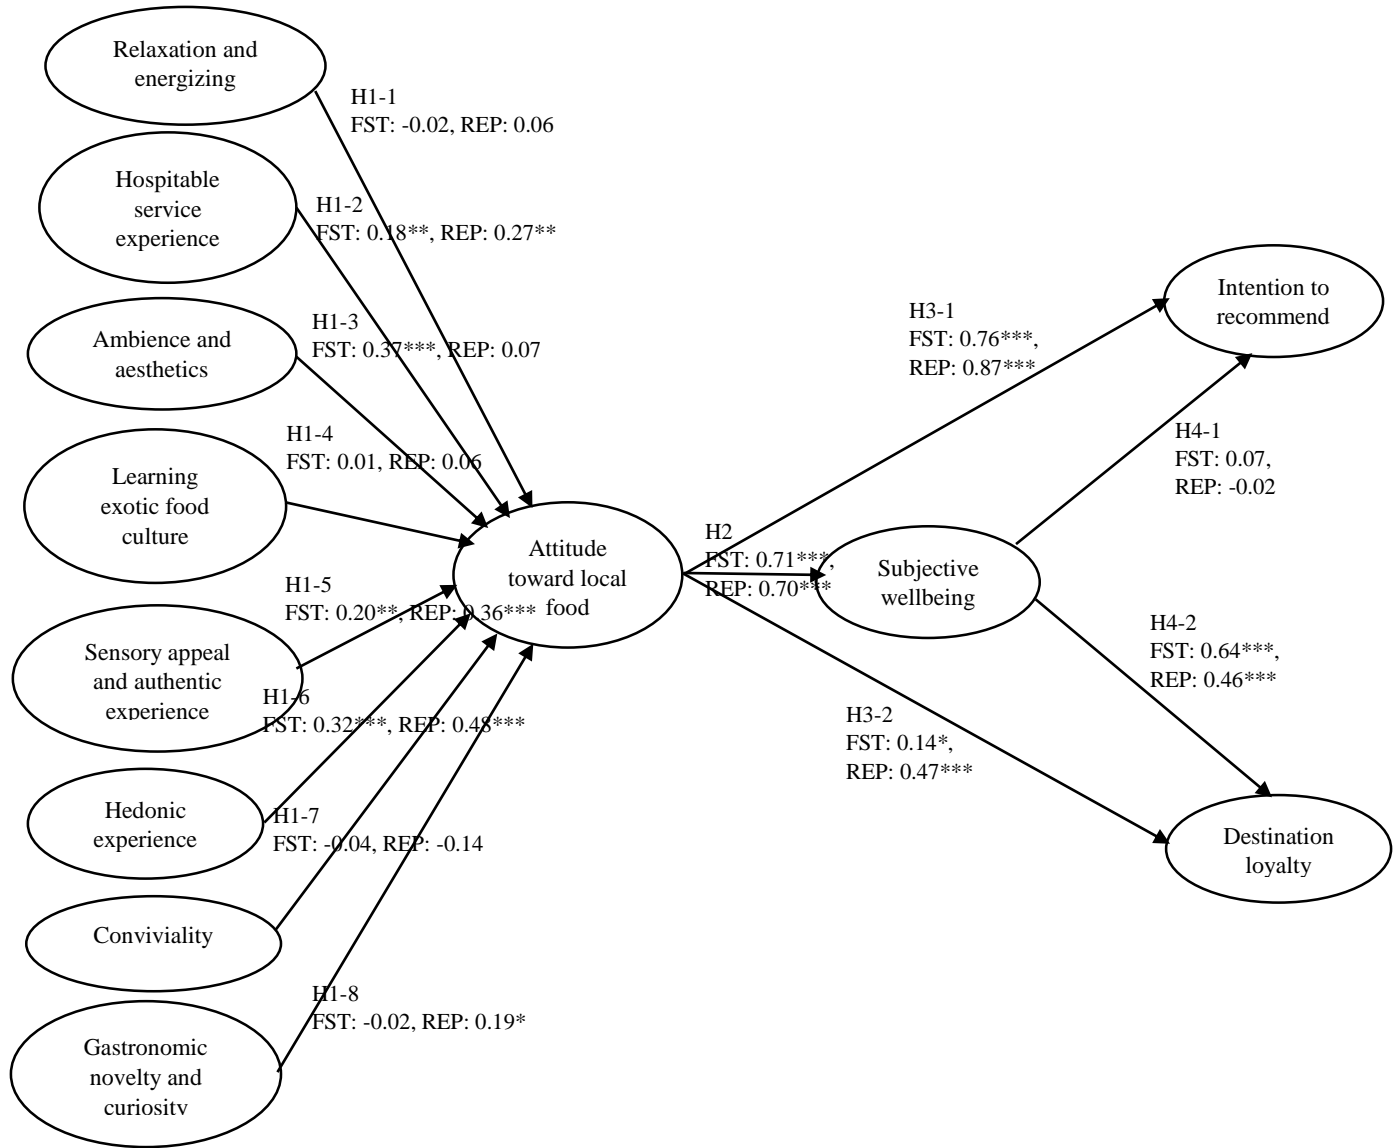 Relaxation and
energizing
H1-1
FST: -0.02, REP: 0.06
Hospitable
service
experience
H1-2
FST: 0.18**, REP: 0.27**
Ambience and
aesthetics
H1-3
FST: 0.37***, REP: 0.07
Learning
exotic food
culture
H1-4
FST: 0.01, REP: 0.06
Sensory appeal
and authentic
experience
H1-5
FST: 0.20**, REP: 0.36***
Hedonic
experience
H1-6
FST: 0.32***, REP: 0.48***
Conviviality
H1-7
FST: -0.04, REP: -0.14
Gastronomic
novelty and
curiosity
H1-8
FST: -0.02, REP: 0.19*
Attitude
toward local
food
H2
FST: 0.71***,
REP: 0.70***
Subjective
wellbeing
H3-1
FST: 0.76***,
REP: 0.87***
Intention to
recommend
H4-1
FST: 0.07,
REP: -0.02
H4-2
FST: 0.64***,
REP: 0.46***
H3-2
FST: 0.14*,
REP: 0.47***
Destination
loyalty